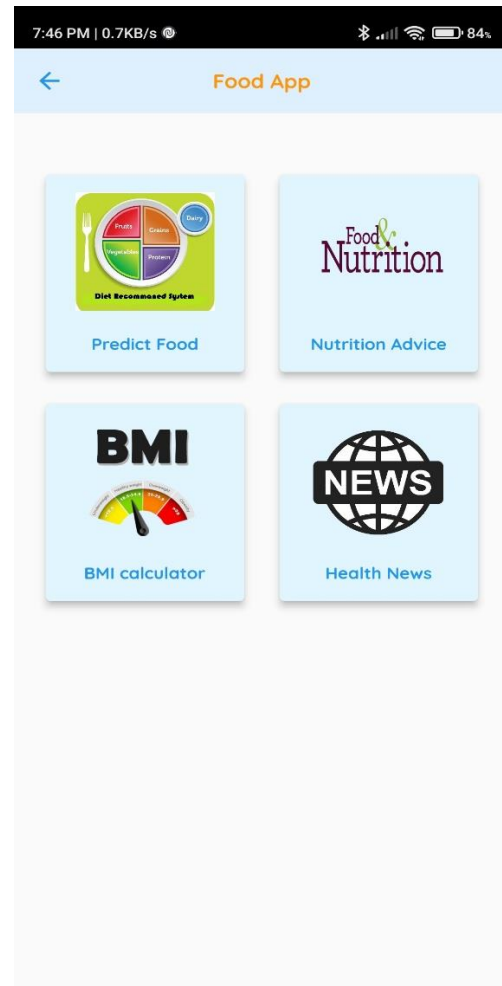 7:46 PM | 0.7KB/s 84%
Food App
Fruits
Grains
Dairy
Vegetables
Protein
Diet Recommaned System
Predict Food
Food &
Nutrition
Nutrition Advice
BMI
BMI calculator
NEWS
Health News